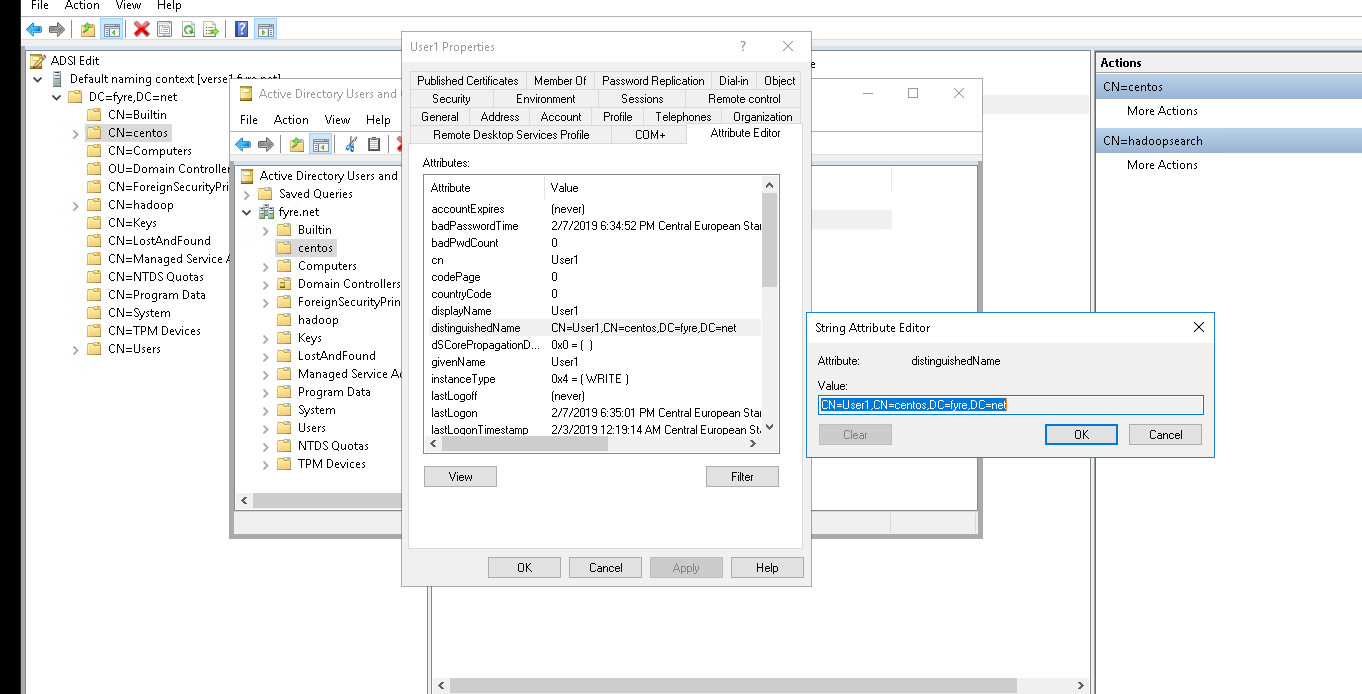 File Action View Help
ADSI Edit
Default naming context [verse1.fyre.net]
DC=fyre,DC=net
CN=Builtin
CN=centos
CN=Computers
OU=Domain Controller
CN=ForeignSecurityPri
CN=hadoop
CN=Keys
CN=LostAndFound
CN=Managed Service A
CN=NTDS Quotas
CN=Program Data
CN=System
CN=TPM Devices
CN=Users
Active Directory Users and
File Action View Help
Active Directory Users and
Saved Queries
fyre.net
Builtin
centos
Computers
Domain Controllers
ForeignSecurityPrin
hadoop
Keys
LostAndFound
Managed Service Ac
Program Data
System
Users
NTDS Quotas
TPM Devices
User1 Properties
Published Certificates Member Of Password Replication Dial-in Object
Security Environment Sessions Remote control
General Address Account Profile Telephones Organization
Remote Desktop Services Profile COM+ Attribute Editor
Attributes:
Attribute Value
accountExpires (never)
badPasswordTime 2/7/2019 6:34:52 PM Central European Star
badPwdCount 0
cn User1
codePage 0
countryCode 0
displayName User1
distinguishedName CN=User1,CN=centos,DC=fyre,DC=net
dSCorePropagationD... 0x0 = ( )
givenName User1
instanceType 0x4 = ( WRITE )
lastLogoff (never)
lastLogon 2/7/2019 6:35:01 PM Central European Star
lastLogonTimestamp 2/3/2019 12:19:14 AM Central European Sta
View Filter
OK Cancel Apply Help
String Attribute Editor
Attribute: distinguishedName
Value:
CN=User1,CN=centos,DC=fyre,DC=net
Clear OK Cancel
Actions
CN=centos
More Actions
CN=hadoopsearch
More Actions